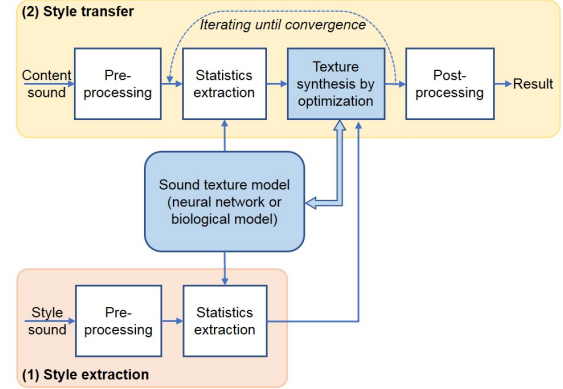 (2) Style transfer
Iterating until convergence
Content
sound
Pre-
processing
Statistics
extraction
Texture
synthesis by
optimization
Post-
processing
Result
Sound texture model
(neural network or
biological model)
Style
sound
Pre-
processing
Statistics
extraction
(1) Style extraction